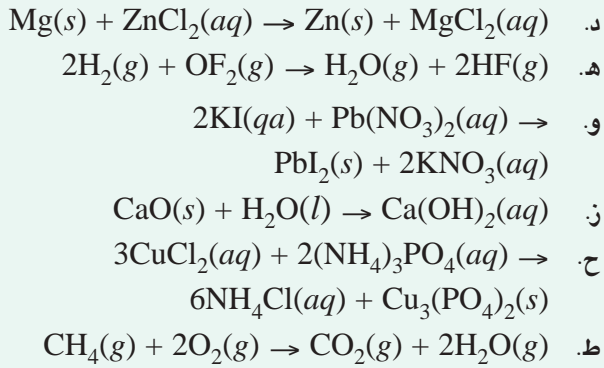 د. Mg(s) + ZnCl₂(aq) → Zn(s) + MgCl₂(aq)
هـ. 2H₂(g) + OF₂(g) → H₂O(g) + 2HF(g)
و. 2KI(qa) + Pb(NO₃)₂(aq) →
PbI₂(s) + 2KNO₃(aq)
ز. CaO(s) + H₂O(l) → Ca(OH)₂(aq)
ح. 3CuCl₂(aq) + 2(NH₄)₃PO₄(aq) →
6NH₄Cl(aq) + Cu₃(PO₄)₂(s)
ط. CH₄(g) + 2O₂(g) → CO₂(g) + 2H₂O(g)